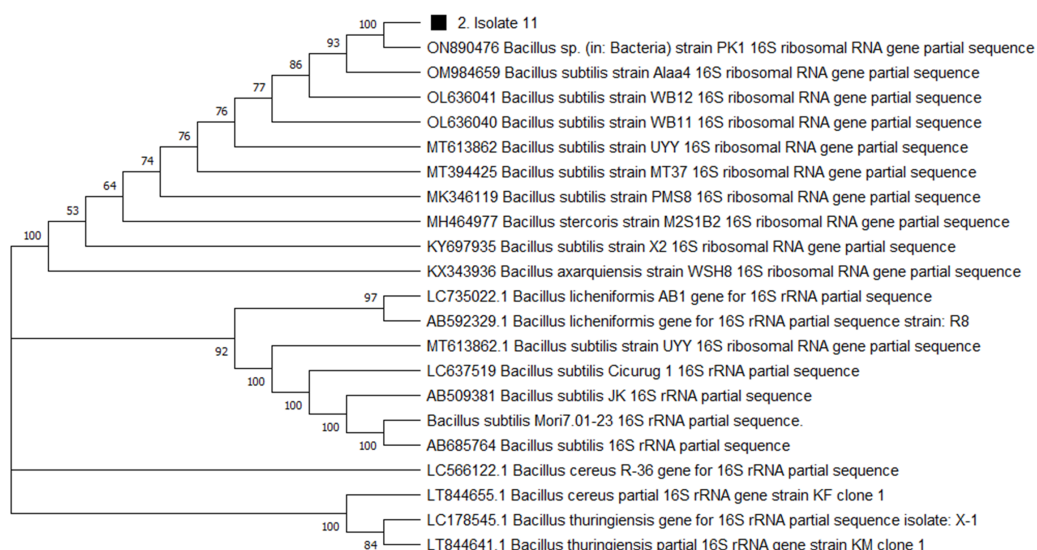 100
2. Isolate 11
93
ON890476 Bacillus sp. (in: Bacteria) strain PK1 16S ribosomal RNA gene partial sequence
86
OM984659 Bacillus subtilis strain Alaa4 16S ribosomal RNA gene partial sequence
77
OL636041 Bacillus subtilis strain WB12 16S ribosomal RNA gene partial sequence
76
OL636040 Bacillus subtilis strain WB11 16S ribosomal RNA gene partial sequence
76
MT613862 Bacillus subtilis strain UYY 16S ribosomal RNA gene partial sequence
74
MT394425 Bacillus subtilis strain MT37 16S ribosomal RNA gene partial sequence
64
MK346119 Bacillus subtilis strain PMS8 16S ribosomal RNA gene partial sequence
53
MH464977 Bacillus stercoris strain M2S1B2 16S ribosomal RNA gene partial sequence
100
KY697935 Bacillus subtilis strain X2 16S ribosomal RNA gene partial sequence
KX343936 Bacillus axarquiensis strain WSH8 16S ribosomal RNA gene partial sequence
97
LC735022.1 Bacillus licheniformis AB1 gene for 16S rRNA partial sequence
AB592329.1 Bacillus licheniformis gene for 16S rRNA partial sequence strain: R8
92
MT613862.1 Bacillus subtilis strain UYY 16S ribosomal RNA gene partial sequence
100
LC637519 Bacillus subtilis Cicurug 1 16S rRNA partial sequence
100
AB509381 Bacillus subtilis JK 16S rRNA partial sequence
100
Bacillus subtilis Mori7.01-23 16S rRNA partial sequence.
100
AB685764 Bacillus subtilis 16S rRNA partial sequence
LC566122.1 Bacillus cereus R-36 gene for 16S rRNA partial sequence
LT844655.1 Bacillus cereus partial 16S rRNA gene strain KF clone 1
100
LC178545.1 Bacillus thuringiensis gene for 16S rRNA partial sequence isolate: X-1
84
LT844641.1 Bacillus thuringiensis partial 16S rRNA gene strain KM clone 1